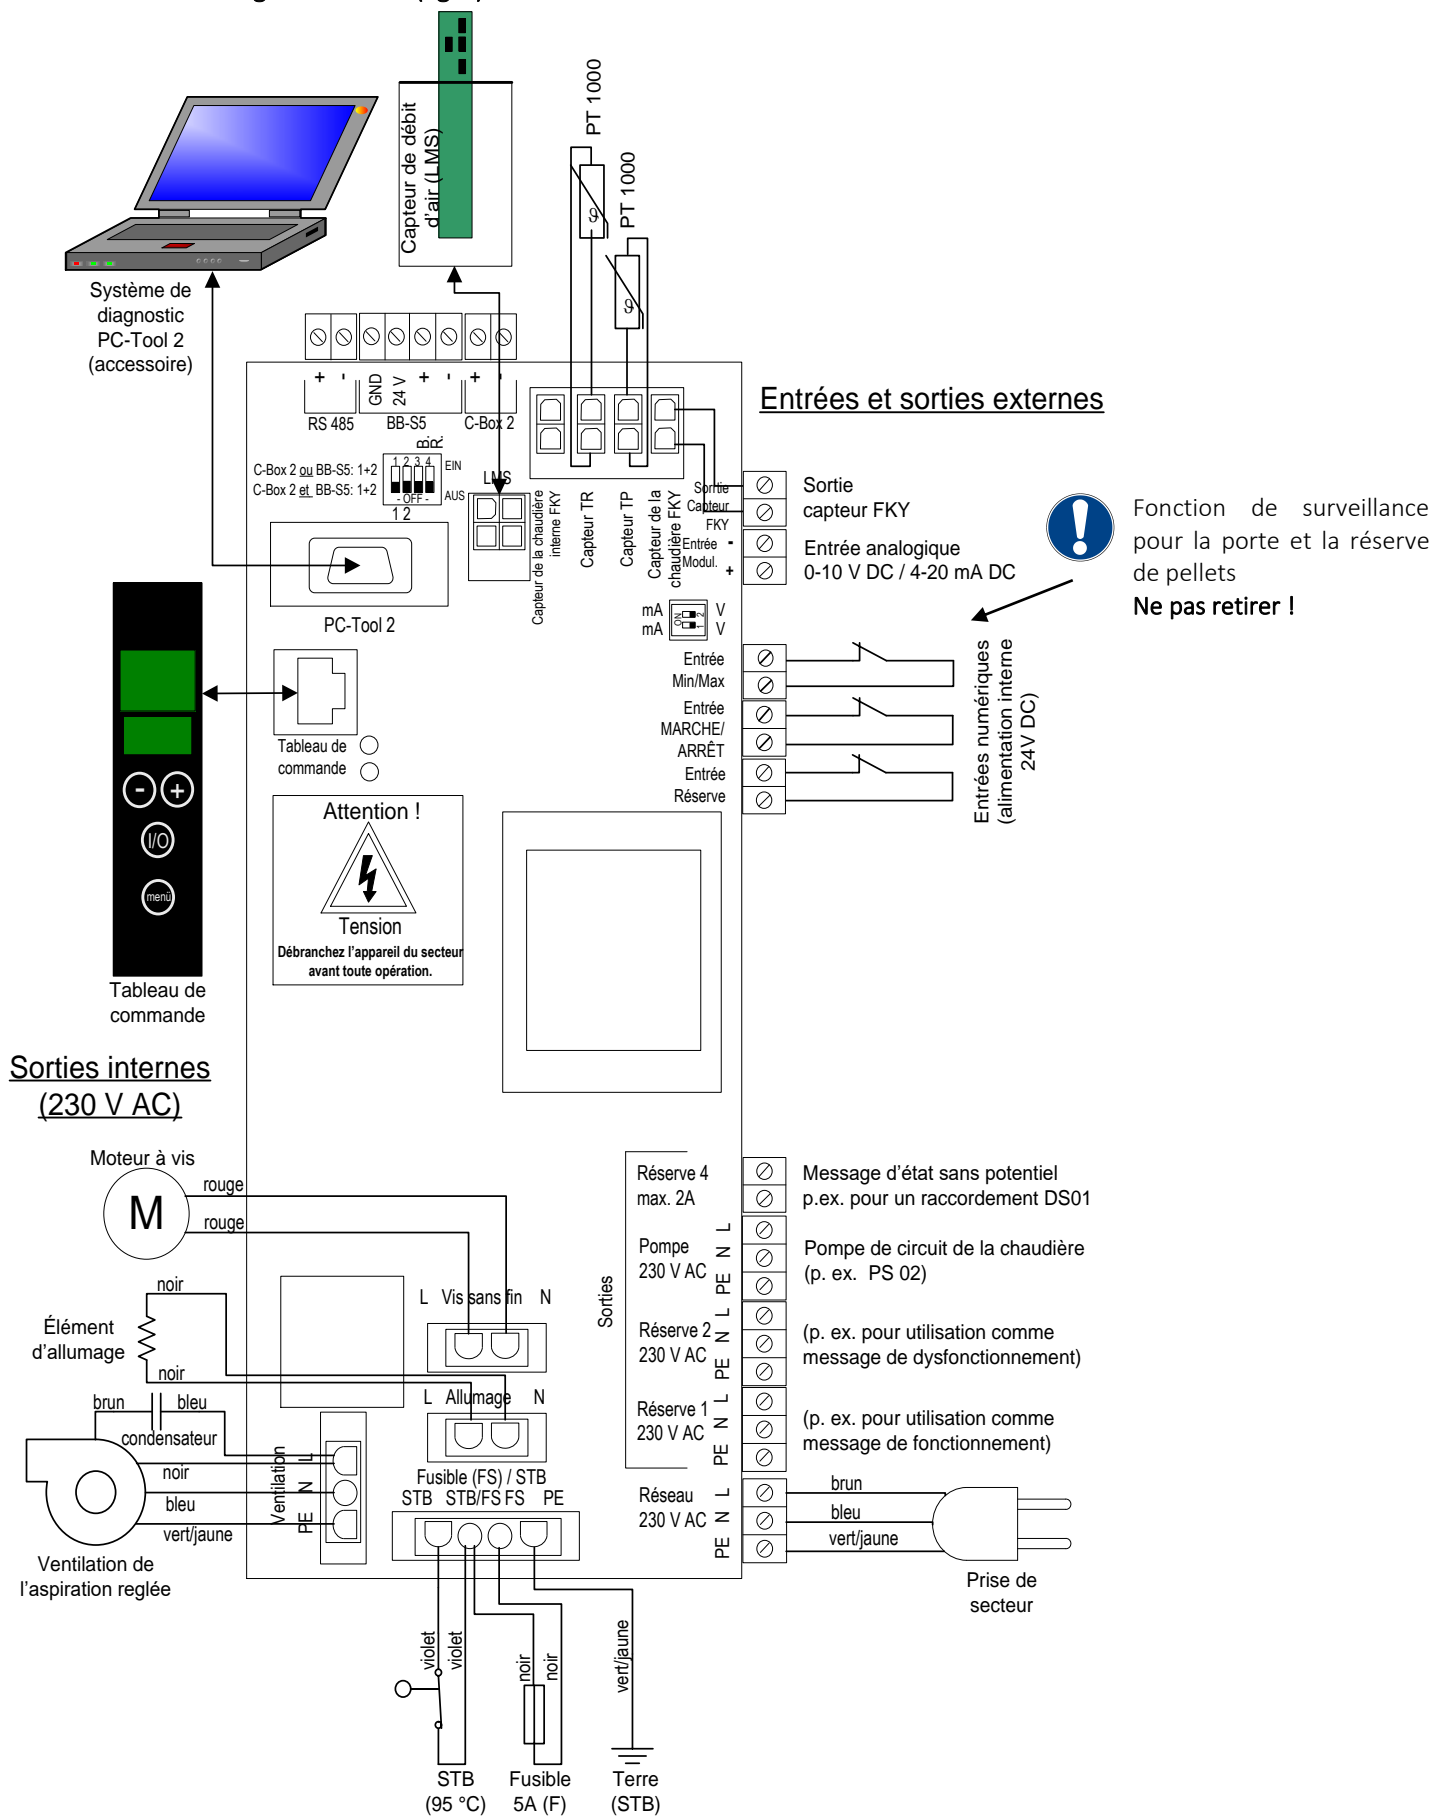 PT 1000
PT 1000
Capteur de débit
d'air (LMS)
Système de
diagnostic
PC-Tool 2
(accessoire)
+ - GND 24 V + - + -
RS 485 BB-S5 C-Box 2
B.
R.
C-Box 2 ou BB-S5: 1+2
C-Box 2 et BB-S5: 1+2
1 2 3 4
EIN
AUS
- OFF -
1 2
LMS
PC-Tool 2
Capteur de la chaudière
interne FKY
Capteur TR
Capteur TP
Capteur de la
chaudière FKY
Entrées et sorties externes
Sortie
Capteur
FKY
Entrée -
Modul. +
Sortie
capteur FKY
Entrée analogique
0-10 V DC / 4-20 mA DC
Fonction de surveillance
pour la porte et la réserve
de pellets
Ne pas retirer !
mA V
mA V
ON
1 2
Entrée
Min/Max
Entrée
MARCHE/
ARRÊT
Entrée
Réserve
Entrées numériques
(alimentation interne
24V DC)
Tableau de
commande
- +
I/O
menü
Tableau de
commande
Attention !
Tension
Débranchez l'appareil du secteur
avant toute opération.
Sorties internes
(230 V AC)
Moteur à vis
M
rouge
rouge
L Vis sans fin N
noir
Élément
d'allumage
noir
L Allumage N
brun bleu
condensateur
noir
bleu
vert/jaune
Ventilation
L
N
PE
Ventilation de
l'aspiration reglée
Fusible (FS) / STB
STB STB/FS FS PE
violet
violet
noir
noir
vert/jaune
STB
(95 °C)
Fusible
5A (F)
Terre
(STB)
Sorties
Réserve 4
max. 2A
Message d'état sans potentiel
p.ex. pour un raccordement DS01
Pompe
230 V AC
L
N
PE
Pompe de circuit de la chaudière
(p. ex. PS 02)
Réserve 2
230 V AC
L
N
PE
(p. ex. pour utilisation comme
message de dysfonctionnement)
Réserve 1
230 V AC
L
N
PE
(p. ex. pour utilisation comme
message de fonctionnement)
Réseau
230 V AC
L
N
PE
brun
bleu
vert/jaune
Prise de
secteur